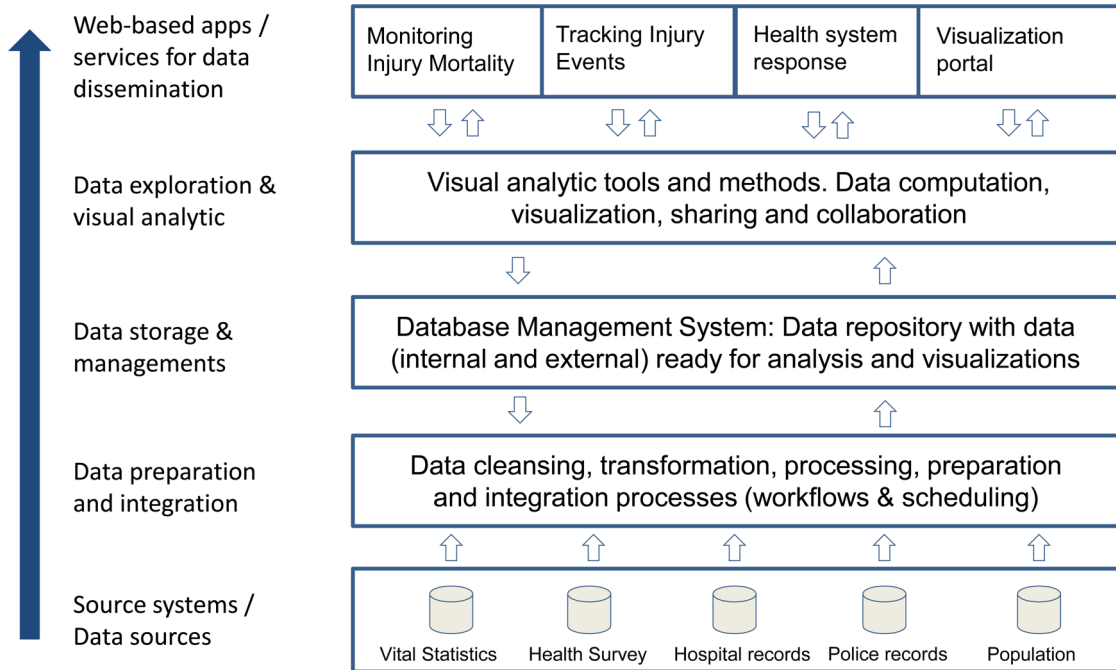 Web-based apps /
services for data
dissemination
Monitoring
Injury Mortality
Tracking Injury
Events
Health system
response
Visualization
portal
Data exploration &
visual analytic
Visual analytic tools and methods. Data computation,
visualization, sharing and collaboration
Data storage &
managements
Database Management System: Data repository with data
(internal and external) ready for analysis and visualizations
Data preparation
and integration
Data cleansing, transformation, processing, preparation
and integration processes (workflows & scheduling)
Source systems /
Data sources
Vital Statistics
Health Survey
Hospital records
Police records
Population